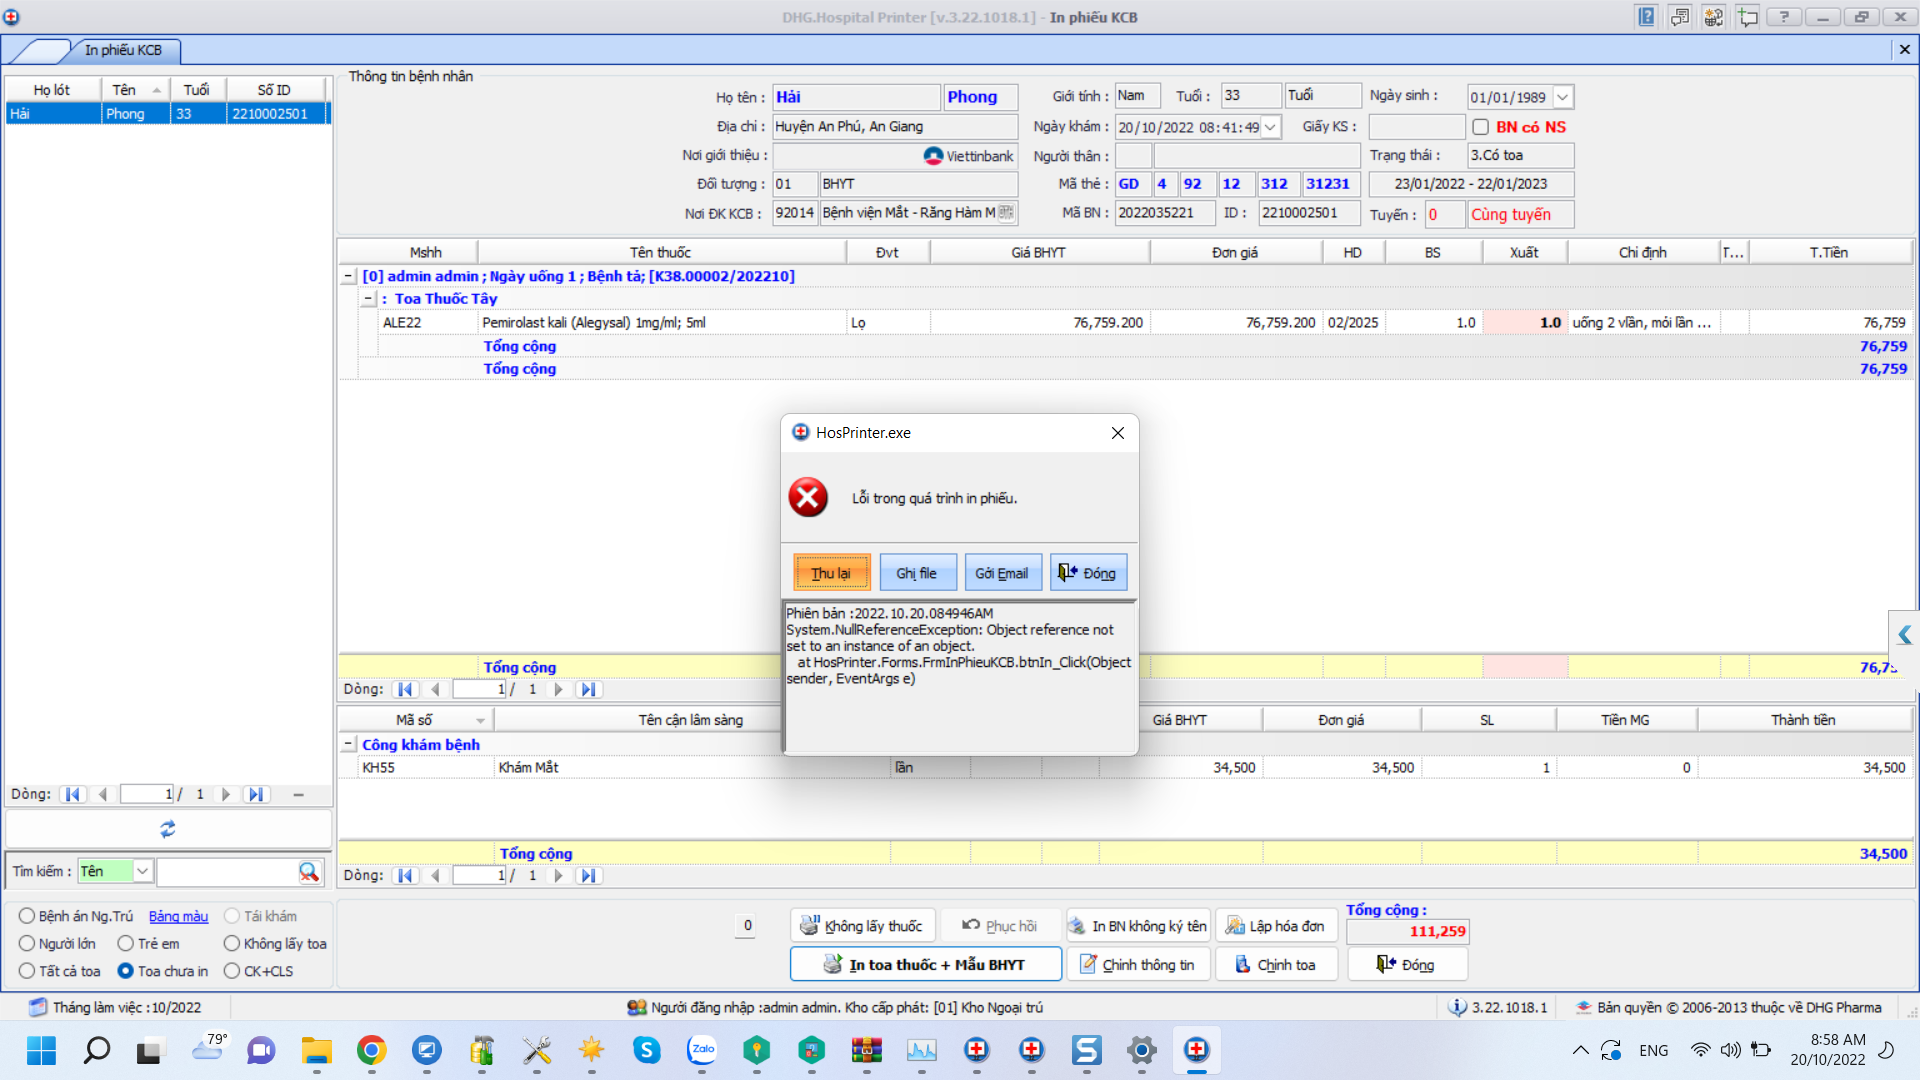 DHG.Hospital Printer [v.3.22.1018.1] - In phiếu KCB
In phiếu KCB
Họ lót Tên Tuổi Số ID
Hải Phong 33 2210002501
Thông tin bệnh nhân
Họ tên : Hải Phong Giới tính : Nam Tuổi : 33 Tuổi Ngày sinh : 01/01/1989
Địa chỉ : Huyện An Phú, An Giang Ngày khám : 20/10/2022 08:41:49 Giấy KS : BN có NS
Nơi giới thiệu : Viettinbank Người thân : Trạng thái : 3.Có toa
Đối tượng : 01 BHYT Mã thẻ : GD 4 92 12 312 31231 23/01/2022 - 22/01/2023
Nơi ĐK KCB : 92014 Bệnh viện Mắt - Răng Hàm M Mã BN : 2022035221 ID : 2210002501 Tuyến : 0 Cùng tuyến
Mshh Tên thuốc Đvt Giá BHYT Đơn giá HD BS Xuất Chỉ định T... T.Tiền
[0] admin admin ; Ngày uống 1 ; Bệnh tả; [K38.00002/202210]
: Toa Thuốc Tây
ALE22 Pemirolast kali (Alegysal) 1mg/ml; 5ml Lọ 76,759.200 76,759.200 02/2025 1.0 1.0 uống 2 vlần, mỏi lần ... 76,759
Tổng cộng 76,759
Tổng cộng 76,759
HosPrinter.exe
Lỗi trong quá trình in phiếu.
Thu lại Ghi file Gởi Email Đóng
Phiên bản :2022.10.20.084946AM
System.NullReferenceException: Object reference not
set to an instance of an object.
at HosPrinter.Forms.FrmInPhieuKCB.btnIn_Click(Object
sender, EventArgs e)
Tổng cộng
Dòng: 1 / 1
Mã số Tên cận lâm sàng Giá BHYT Đơn giá SL Tiền MG Thành tiền
Công khám bệnh
KH55 Khám Mắt lần 34,500 34,500 1 0 34,500
Tổng cộng 34,500
Dòng: 1 / 1
Dòng: 1 / 1
Tìm kiếm : Tên
Bệnh án Ng.Trú Bảng màu Tái khám
Người lớn Trẻ em Không lấy toa
Tất cả toa Toa chưa in CK+CLS
0 Không lấy thuốc Phục hồi In BN không ký tên Lập hóa đơn Tổng cộng :
111,259
In toa thuốc + Mẫu BHYT Chỉnh thông tin Chỉnh toa Đóng
Tháng làm việc :10/2022 Người đăng nhập :admin admin. Kho cấp phát: [01] Kho Ngoại trú 3.22.1018.1 Bản quyền © 2006-2013 thuộc về DHG Pharma
79° Zalo ENG 8:58 AM
20/10/2022